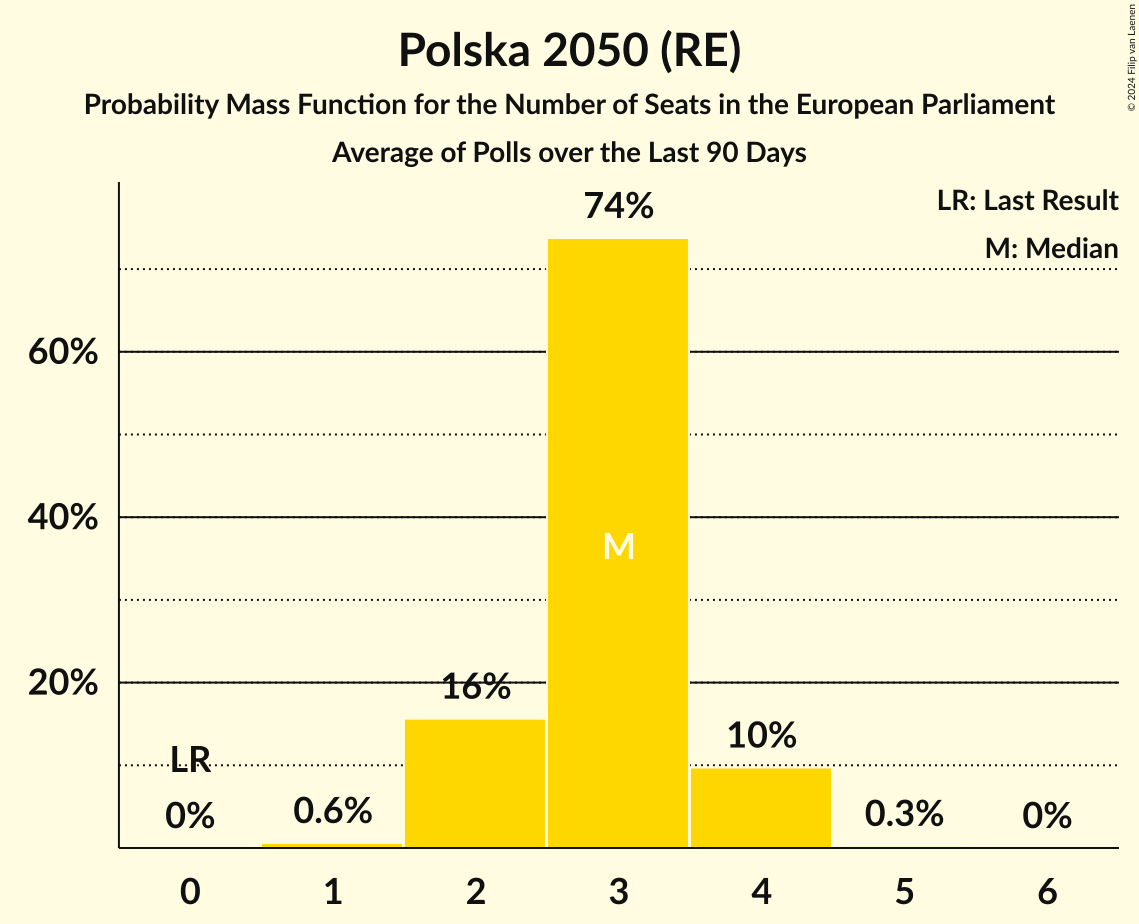 Polska 2050 (RE)
Probability Mass Function for the Number of Seats in the European Parliament
Average of Polls over the Last 90 Days
© 2024 Filip van Laenen
LR: Last Result
M: Median
74%
60%
M
40%
20%
16%
10%
LR
0%
0.6%
0.3%
0%
0 1 2 3 4 5 6